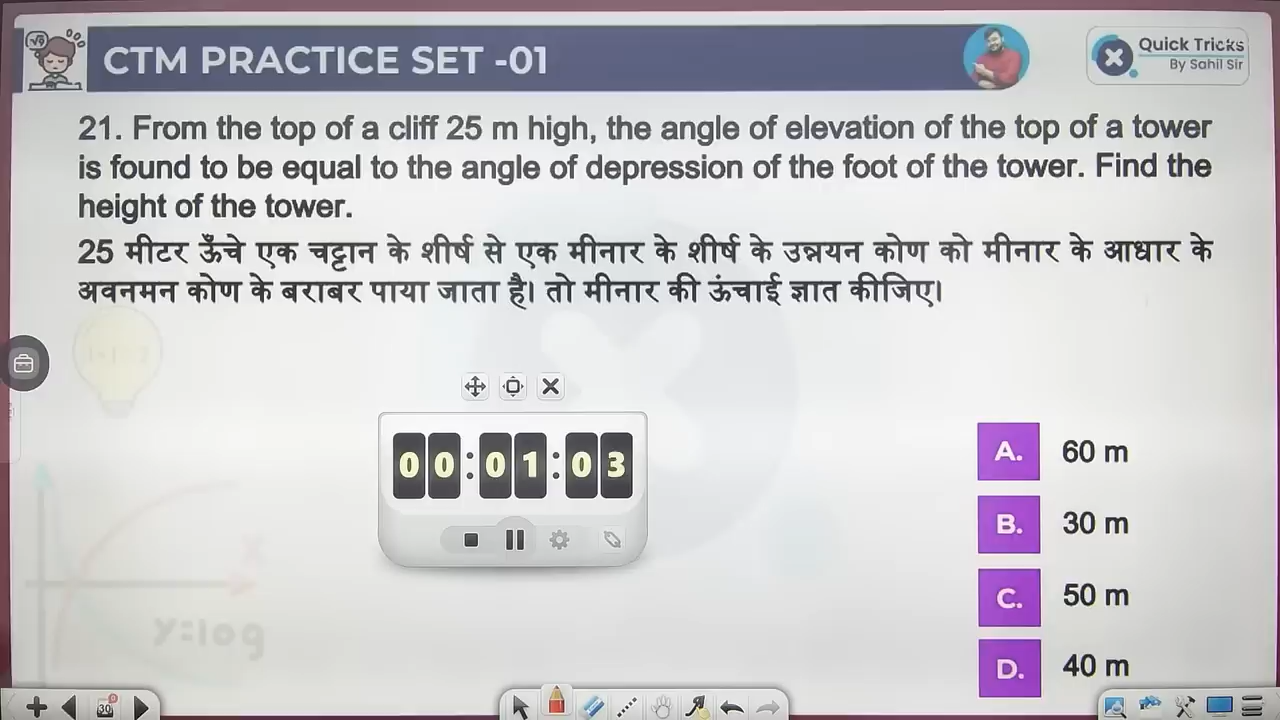 √9
CTM PRACTICE SET -01
Quick Tricks
By Sahil Sir
21. From the top of a cliff 25 m high, the angle of elevation of the top of a tower
is found to be equal to the angle of depression of the foot of the tower. Find the
height of the tower.
25 मीटर ऊँचे एक चट्टान के शीर्ष से एक मीनार के शीर्ष के उन्नयन कोण को मीनार के आधार के
अवनमन कोण के बराबर पाया जाता है। तो मीनार की ऊंचाई ज्ञात कीजिए।
00:01:03
A. 60 m
B. 30 m
C. 50 m
D. 40 m
x
y=log
30